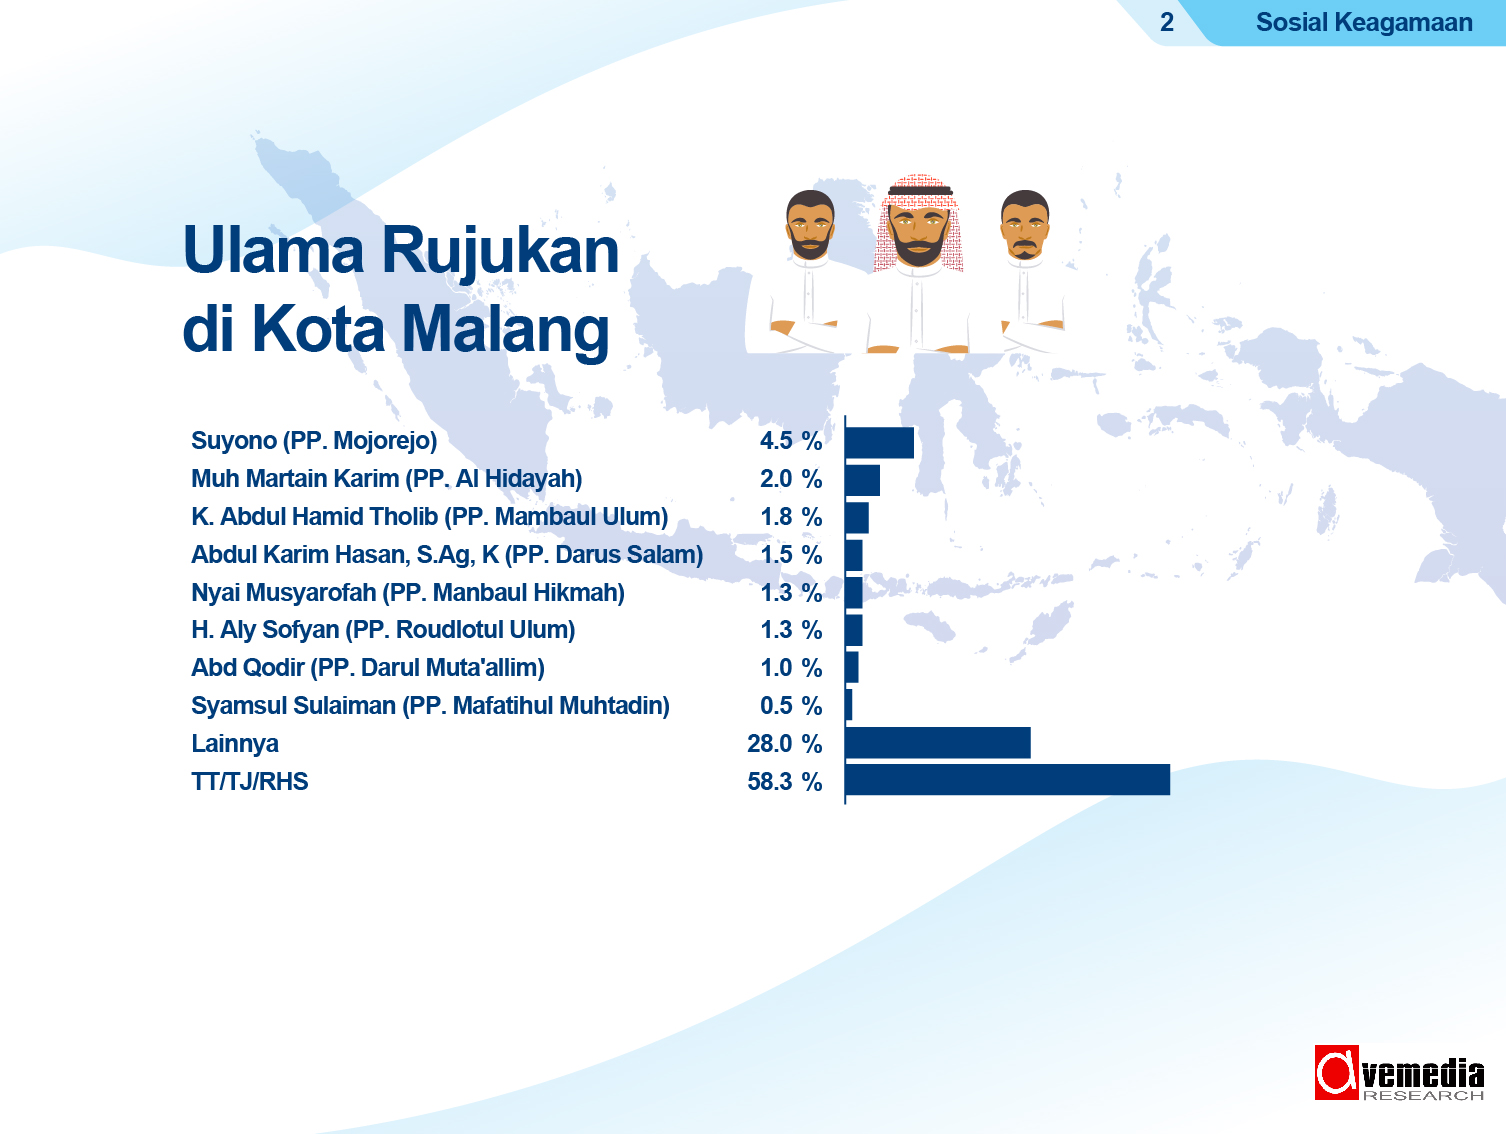 2 Sosial Keagamaan
Ulama Rujukan
di Kota Malang
Suyono (PP. Mojorejo) 4.5 %
Muh Martain Karim (PP. Al Hidayah) 2.0 %
K. Abdul Hamid Tholib (PP. Mambaul Ulum) 1.8 %
Abdul Karim Hasan, S.Ag, K (PP. Darus Salam) 1.5 %
Nyai Musyarofah (PP. Manbaul Hikmah) 1.3 %
H. Aly Sofyan (PP. Roudlotul Ulum) 1.3 %
Abd Qodir (PP. Darul Muta'allim) 1.0 %
Syamsul Sulaiman (PP. Mafatihul Muhtadin) 0.5 %
Lainnya 28.0 %
TT/TJ/RHS 58.3 %
avemedia
RESEARCH